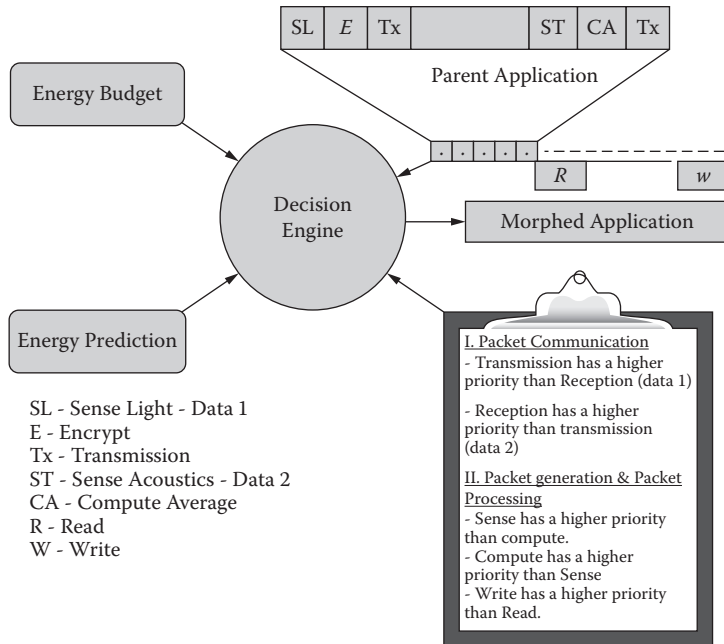 SL E Tx ST CA Tx
Parent Application
Energy Budget
. . . . .
R w
Decision
Engine
Morphed Application
Energy Prediction
SL - Sense Light - Data 1
E - Encrypt
Tx - Transmission
ST - Sense Acoustics - Data 2
CA - Compute Average
R - Read
W - Write
I. Packet Communication
- Transmission has a higher
priority than Reception (data 1)
- Reception has a higher
priority than transmission
(data 2)
II. Packet generation & Packet
Processing
- Sense has a higher priority
than compute.
- Compute has a higher
priority than Sense
- Write has a higher priority
than Read.